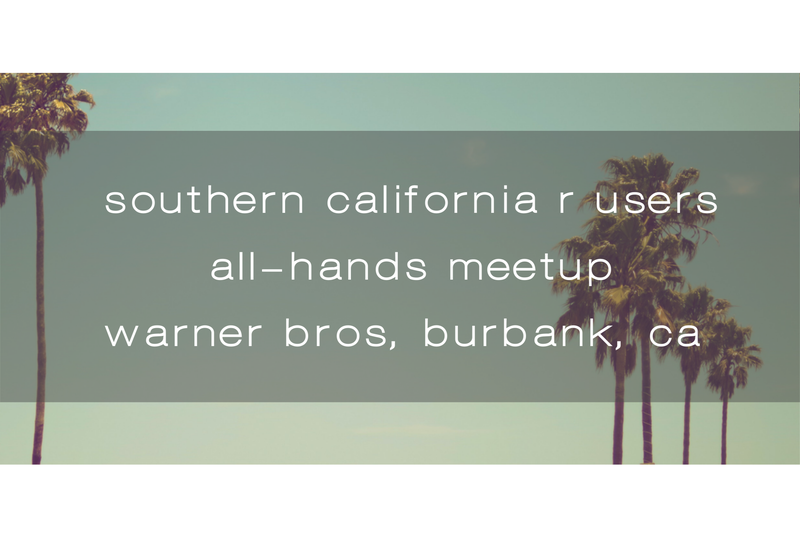 southern california r users
all-hands meetup
warner bros, burbank, ca